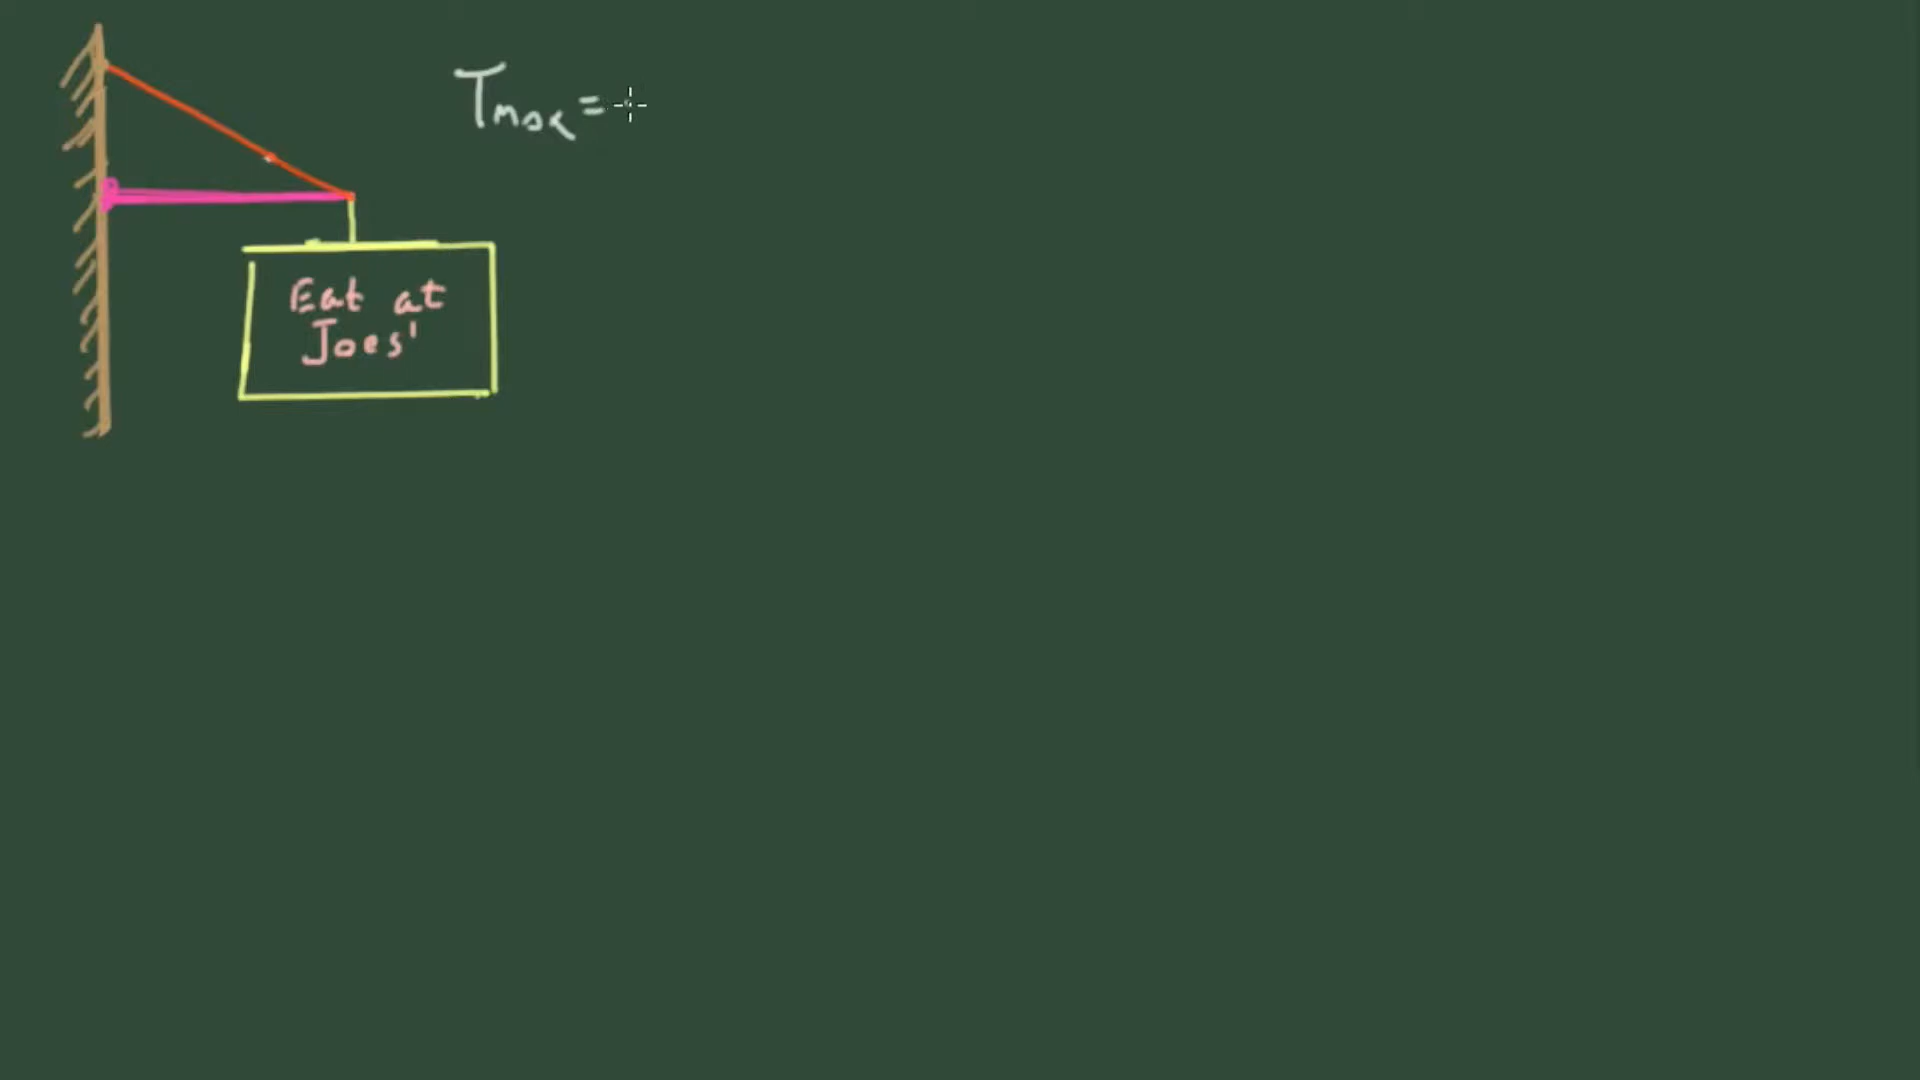 Tmax =
Eat at
Joes'